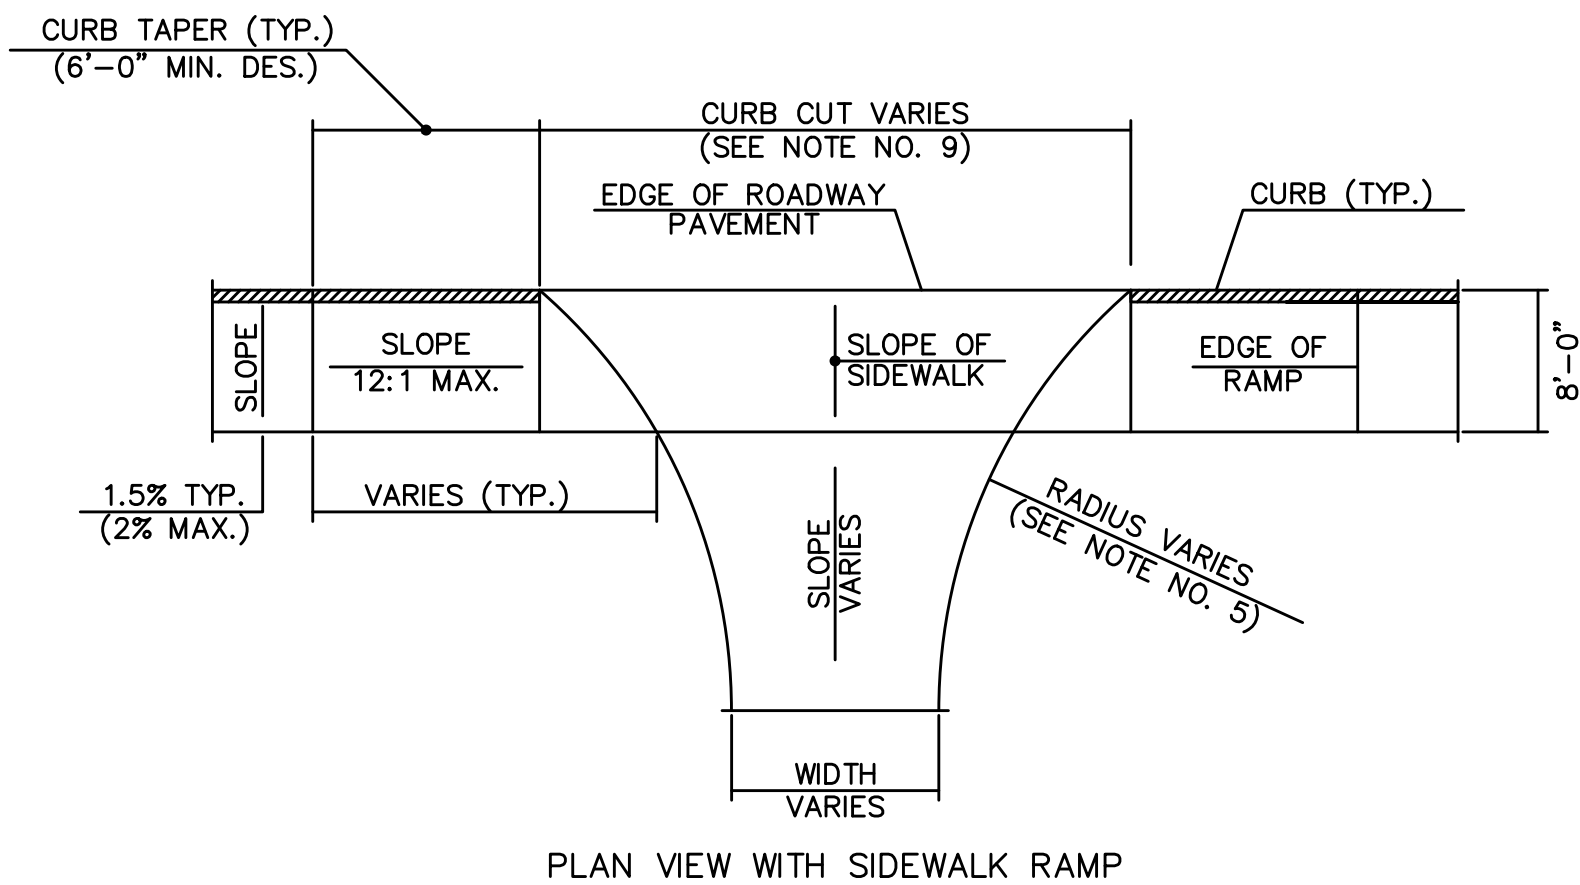 CURB TAPER (TYP.)
(6'-0" MIN. DES.)
CURB CUT VARIES
(SEE NOTE NO. 9)
EDGE OF ROADWAY
PAVEMENT
CURB (TYP.)
SLOPE
SLOPE
12:1 MAX.
SLOPE OF
SIDEWALK
EDGE OF
RAMP
8'-0"
1.5% TYP.
(2% MAX.)
VARIES (TYP.)
SLOPE
VARIES
RADIUS VARIES
(SEE NOTE NO. 5)
WIDTH
VARIES
PLAN VIEW WITH SIDEWALK RAMP